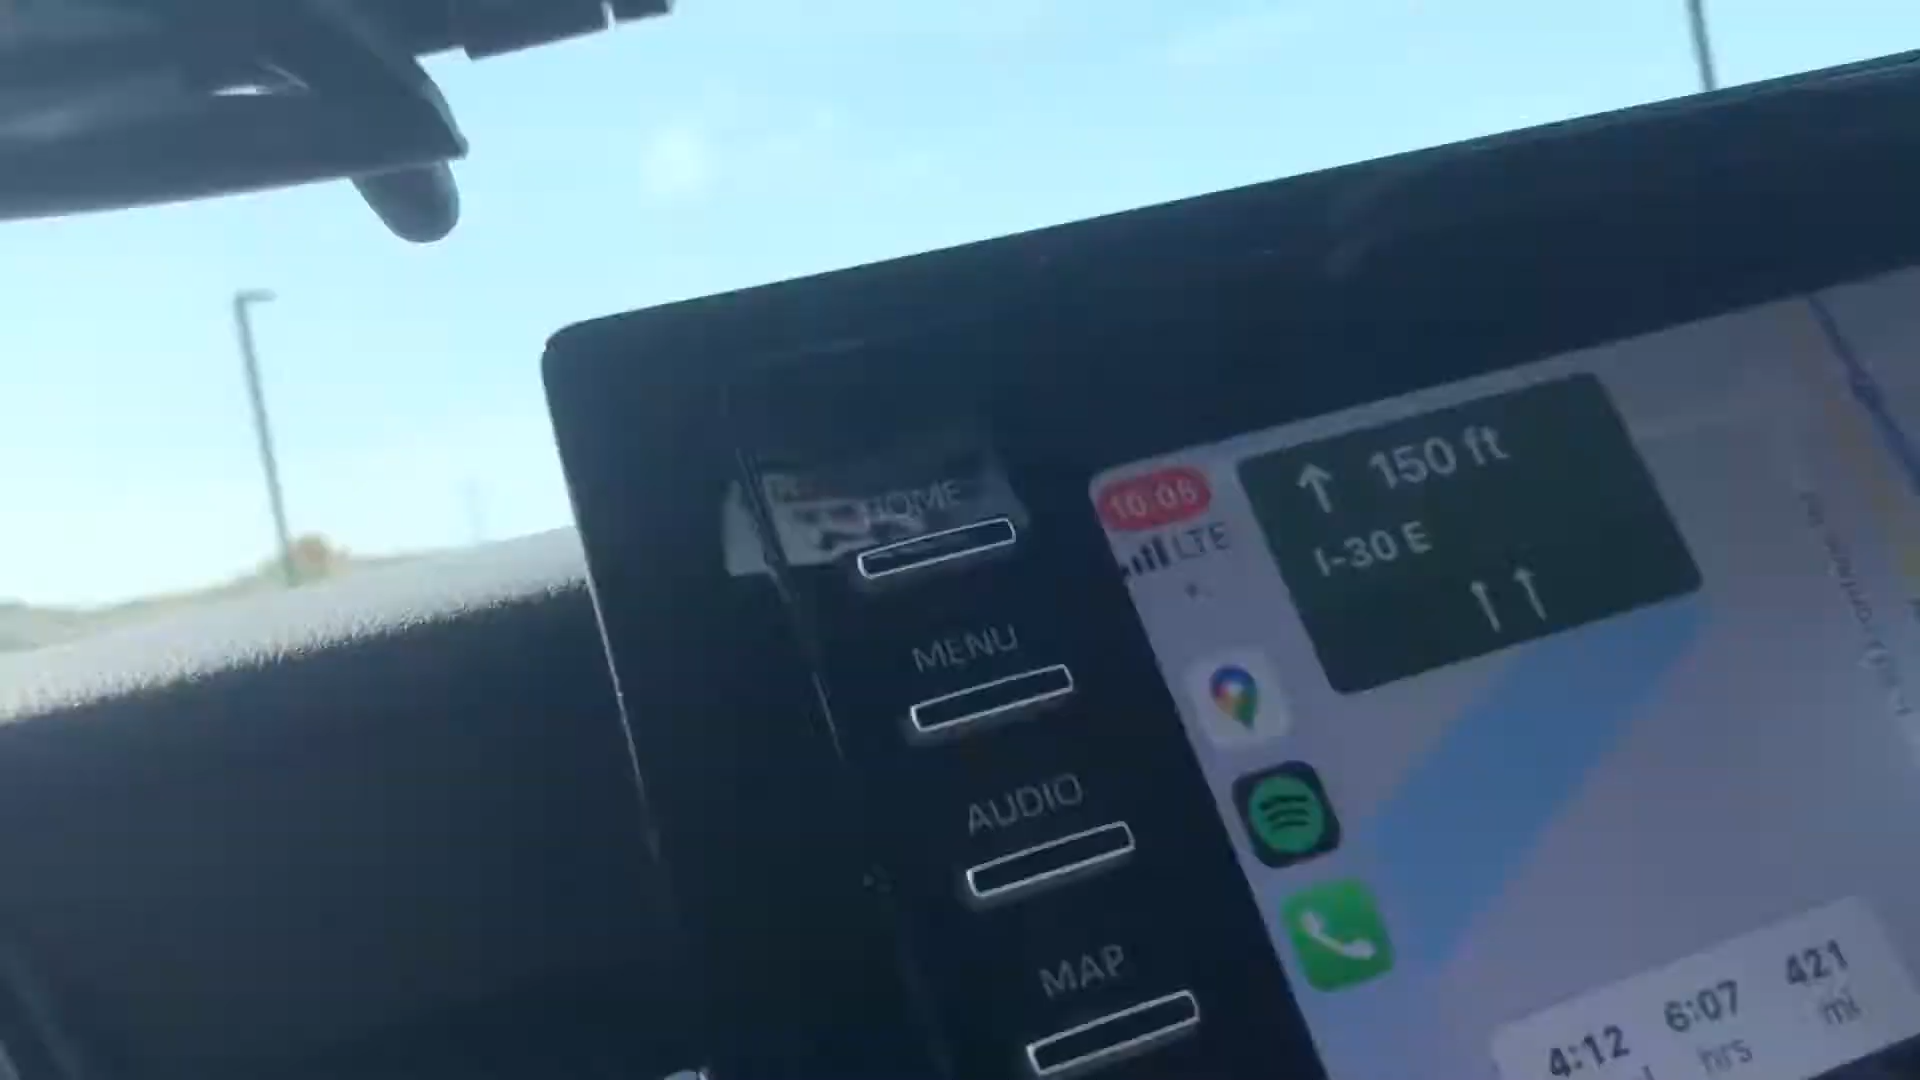 HOME
MENU
AUDIO
MAP
10:06
LTE
150 ft
I-30 E
4:12 6:07 421
hrs mi